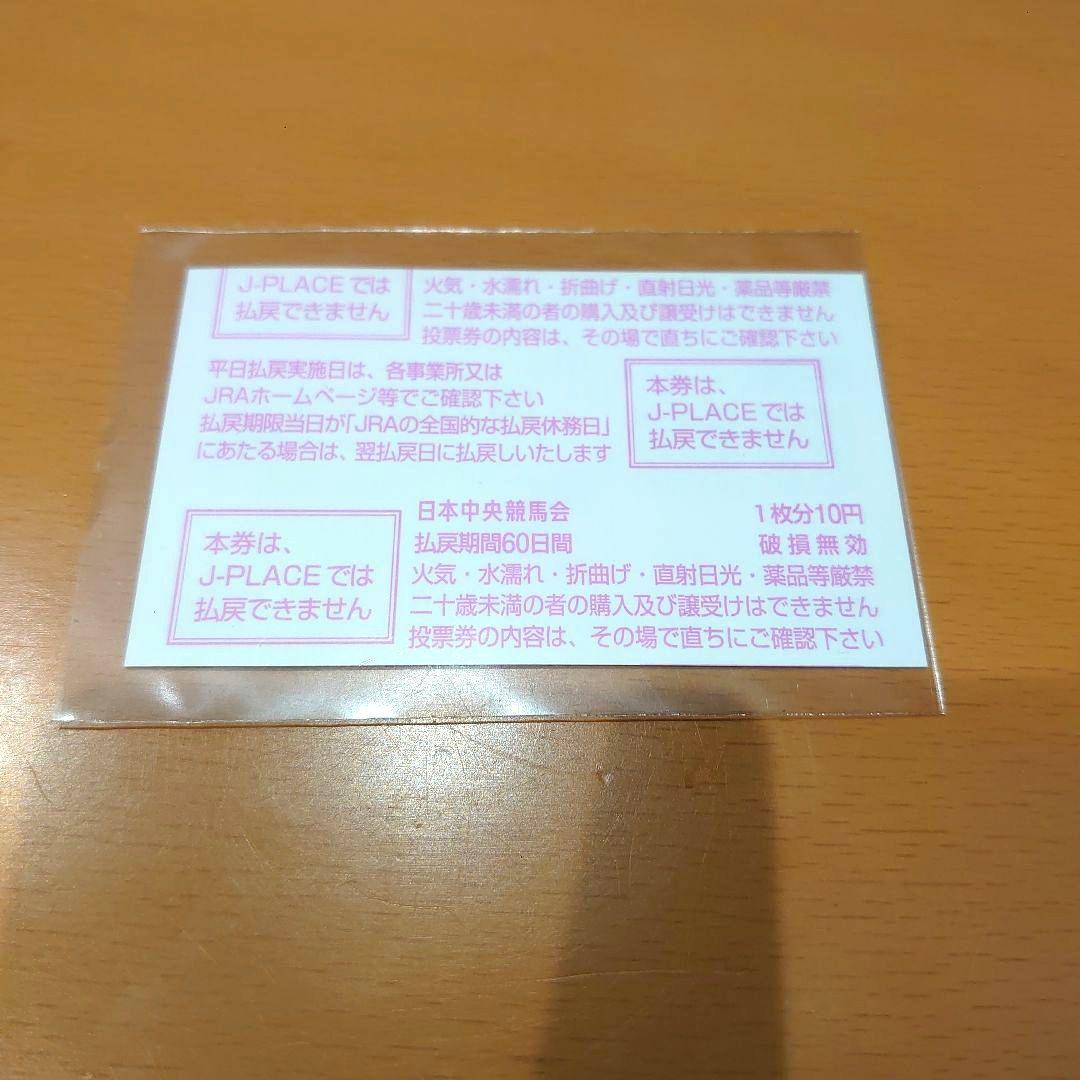 J-PLACEでは
払戻できません
火気・水濡れ・折曲げ・直射日光・薬品等厳禁
二十歳未満の者の購入及び譲受けはできません
投票券の内容は、その場で直ちにご確認下さい
平日払戻実施日は、各事業所又は
JRAホームページ等でご確認下さい
払戻期限当日が「JRAの全国的な払戻休務日」
にあたる場合は、翌払戻日に払戻しいたします
本券は、
J-PLACEでは
払戻できません
本券は、
J-PLACEでは
払戻できません
日本中央競馬会 1枚分10円
払戻期間60日間 破損無効
火気・水濡れ・折曲げ・直射日光・薬品等厳禁
二十歳未満の者の購入及び譲受けはできません
投票券の内容は、その場で直ちにご確認下さい